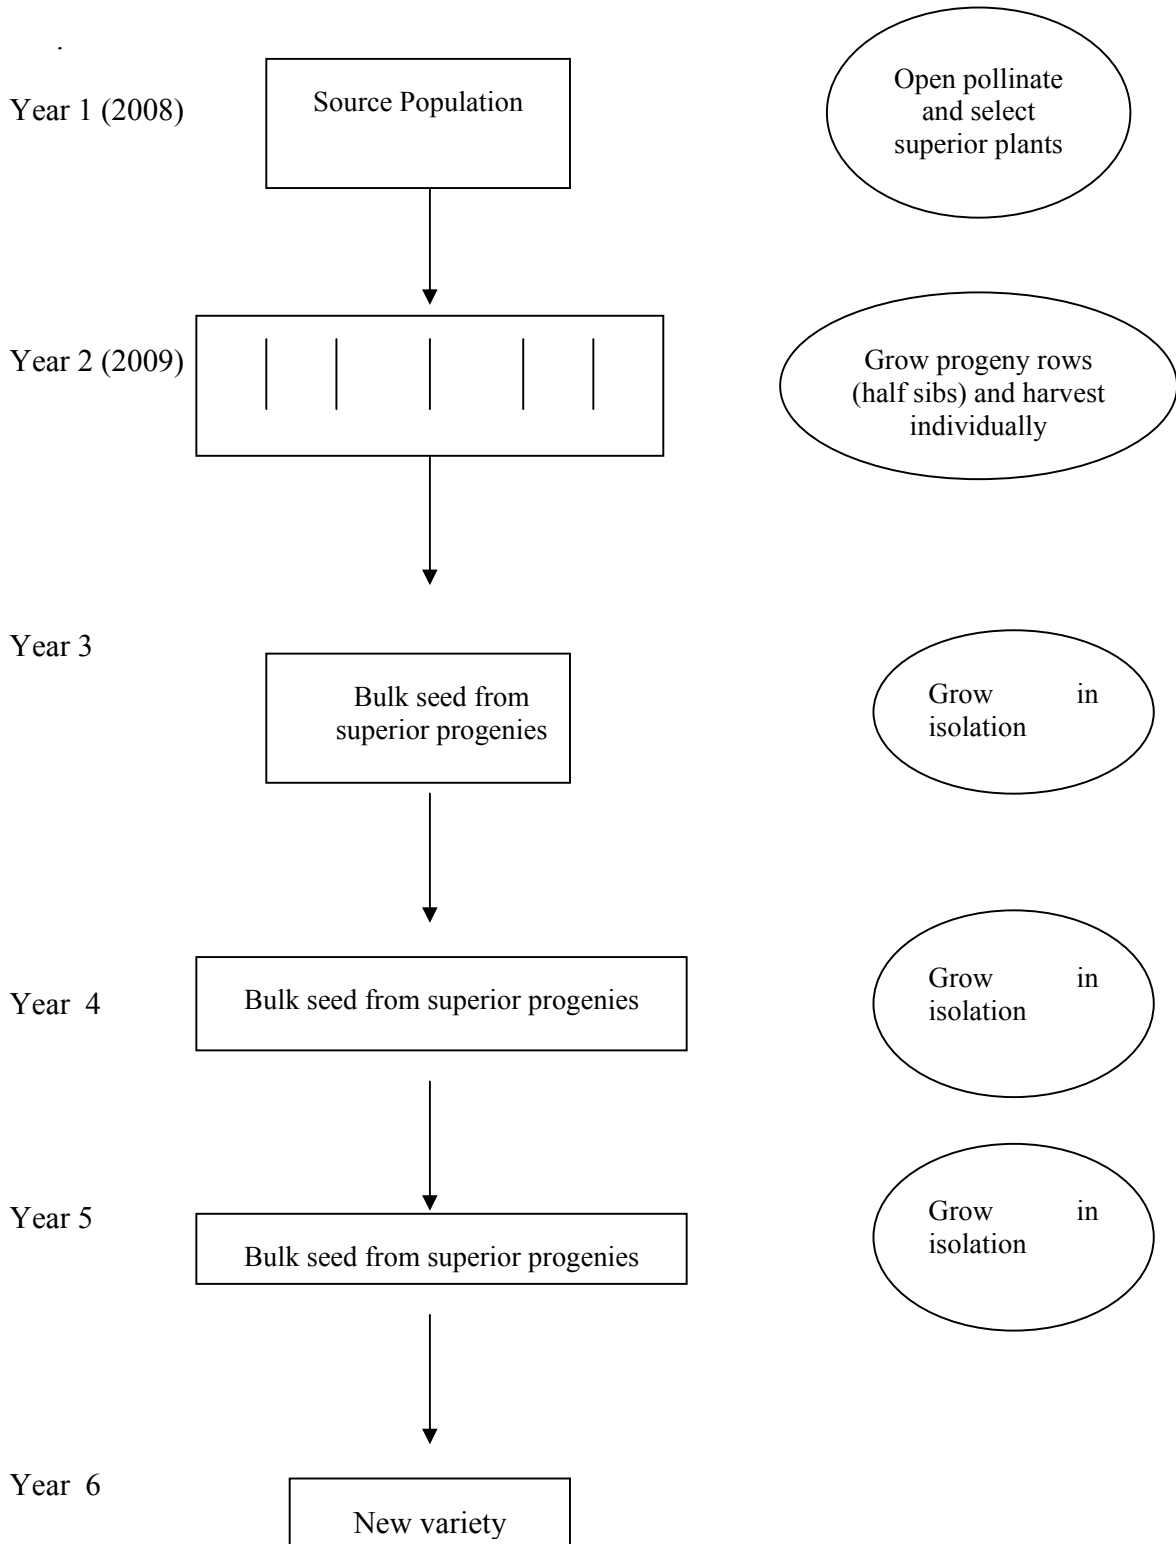 .
Year 1 (2008)
Source Population
Open pollinate
and select
superior plants
Year 2 (2009)
Grow progeny rows
(half sibs) and harvest
individually
Year 3
Bulk seed from
superior progenies
Grow in
isolation
Year 4
Bulk seed from superior progenies
Grow in
isolation
Year 5
Bulk seed from superior progenies
Grow in
isolation
Year 6
New variety